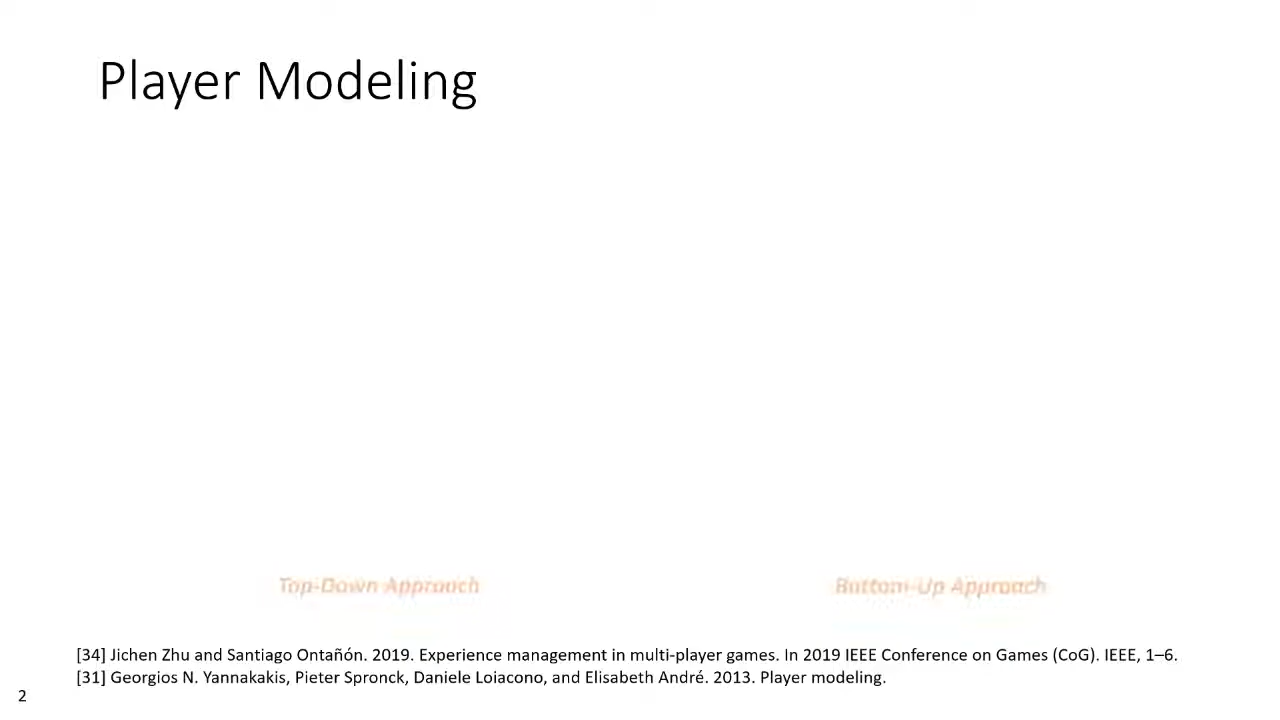 Player Modeling
Top-Down Approach
Bottom-Up Approach
[34] Jichen Zhu and Santiago Ontañón. 2019. Experience management in multi-player games. In 2019 IEEE Conference on Games (CoG). IEEE, 1–6.
[31] Georgios N. Yannakakis, Pieter Spronck, Daniele Loiacono, and Elisabeth André. 2013. Player modeling.
2